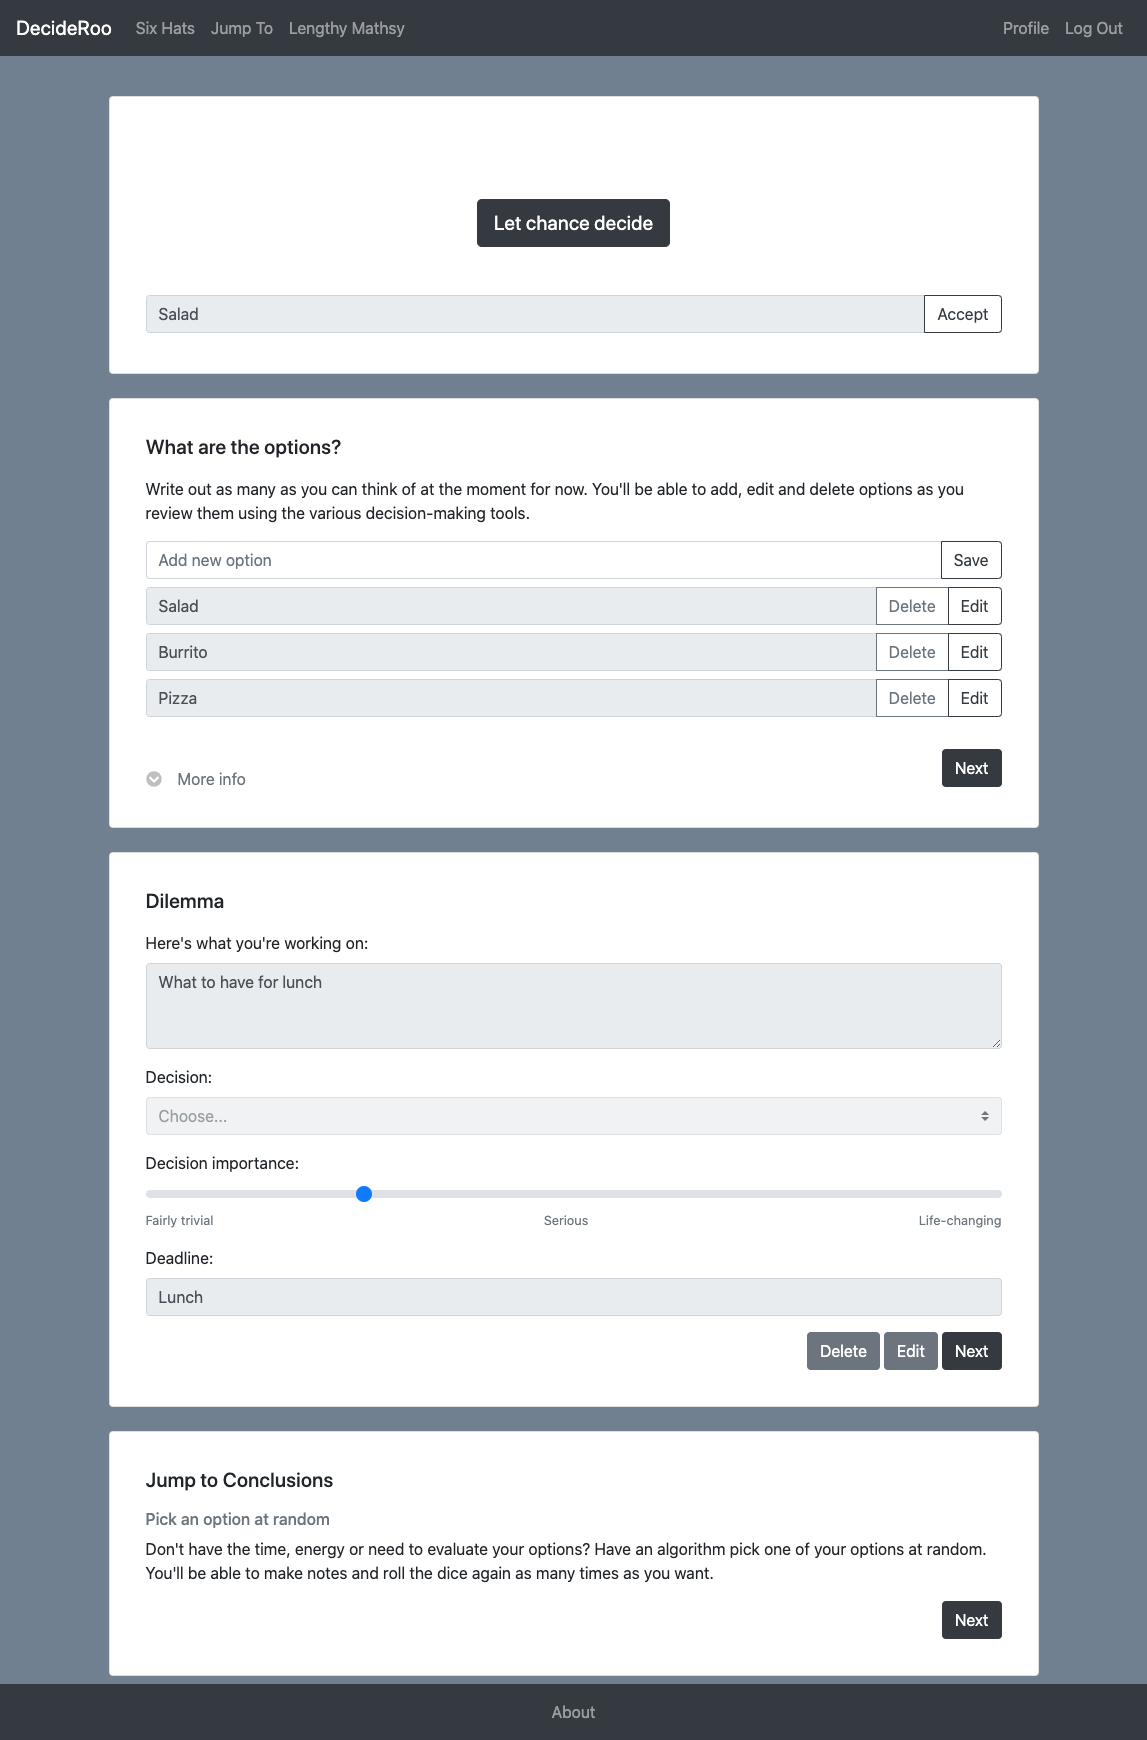 DecideRoo Six Hats Jump To Lengthy Mathsy Profile Log Out
Let chance decide
Salad Accept
What are the options?
Write out as many as you can think of at the moment for now. You'll be able to add, edit and delete options as you
review them using the various decision-making tools.
Add new option Save
Salad Delete Edit
Burrito Delete Edit
Pizza Delete Edit
More info Next
Dilemma
Here's what you're working on:
What to have for lunch
Decision:
Choose...
Decision importance:
Fairly trivial Serious Life-changing
Deadline:
Lunch
Delete Edit Next
Jump to Conclusions
Pick an option at random
Don't have the time, energy or need to evaluate your options? Have an algorithm pick one of your options at random.
You'll be able to make notes and roll the dice again as many times as you want.
Next
About